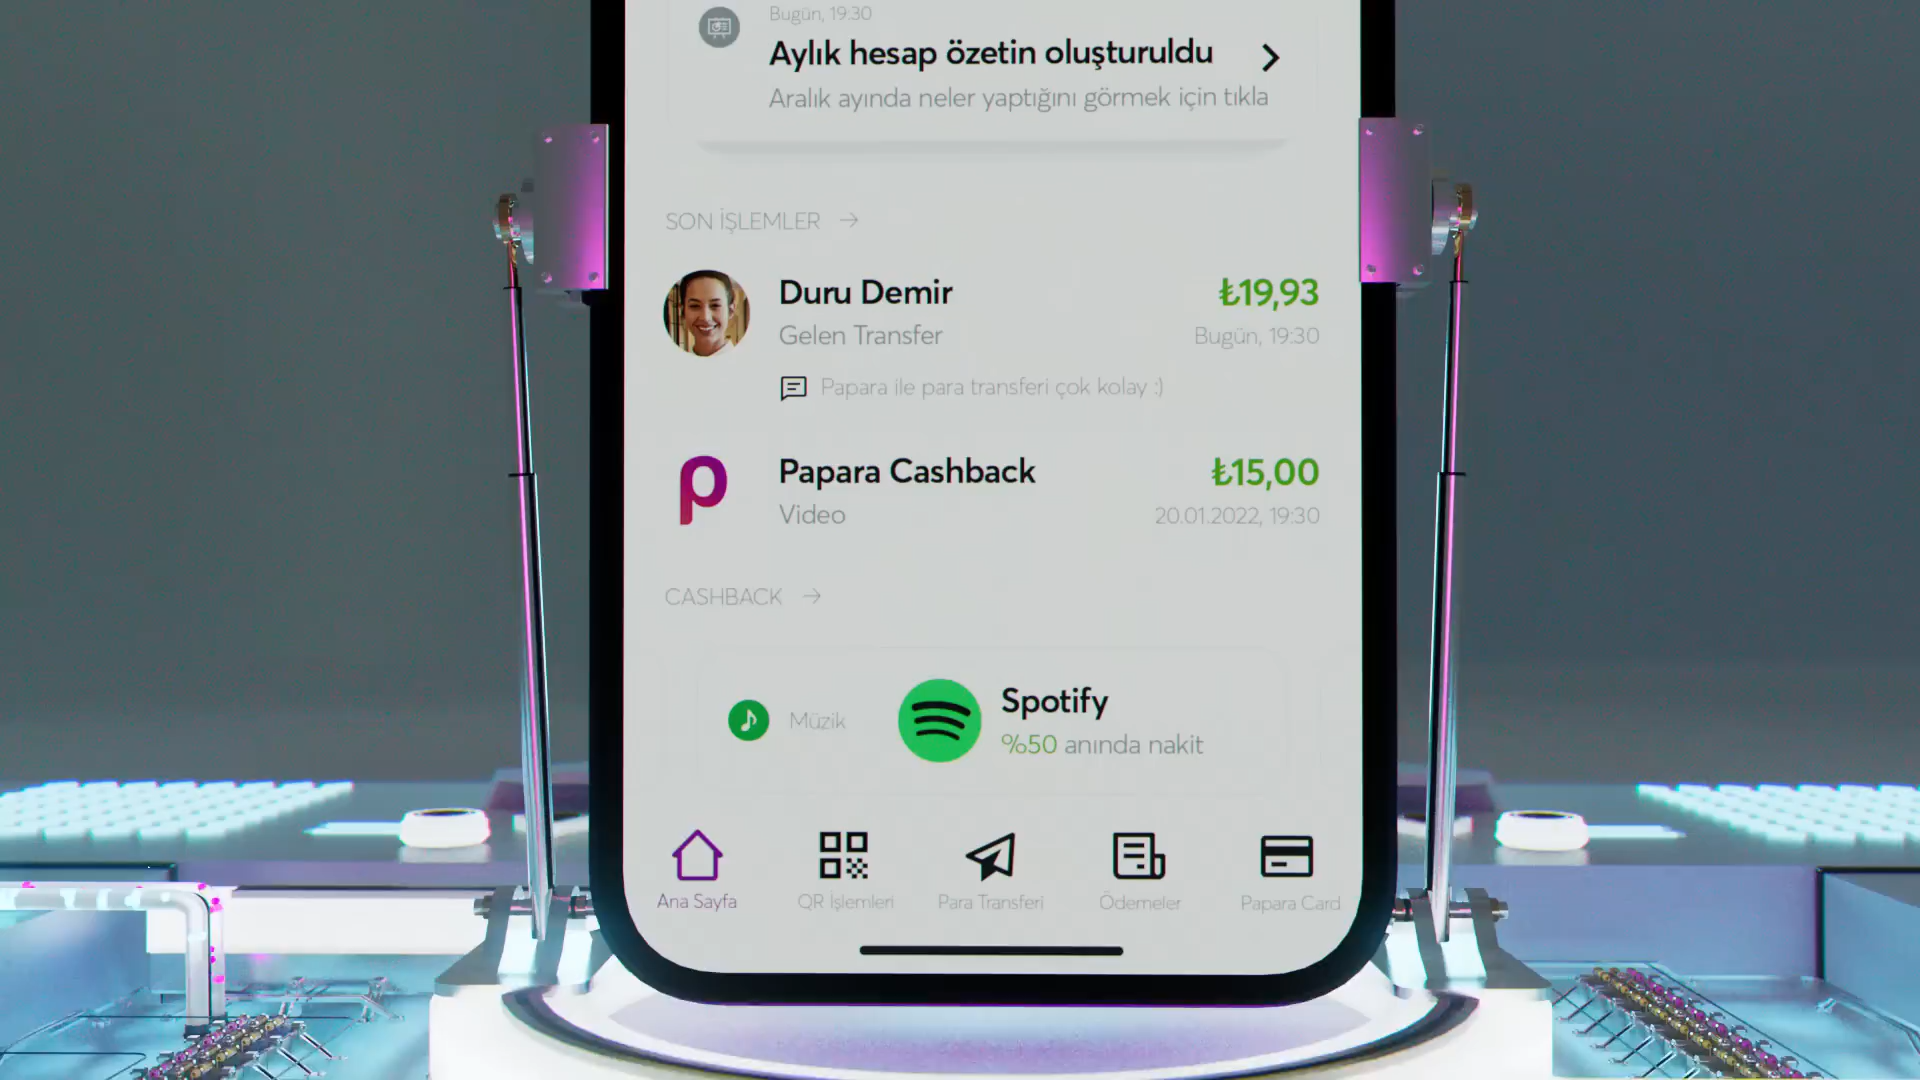 Bugün, 19:30
Aylık hesap özetin oluşturuldu
Aralık ayında neler yaptığını görmek için tıkla
SON İŞLEMLER
Duru Demir
₺19,93
Gelen Transfer
Bugün, 19:30
Papara ile para transferi çok kolay :)
Papara Cashback
₺15,00
Video
20.01.2022, 19:30
CASHBACK
Müzik
Spotify
%50 anında nakit
Ana Sayfa
QR İşlemleri
Para Transferi
Ödemeler
Papara Card